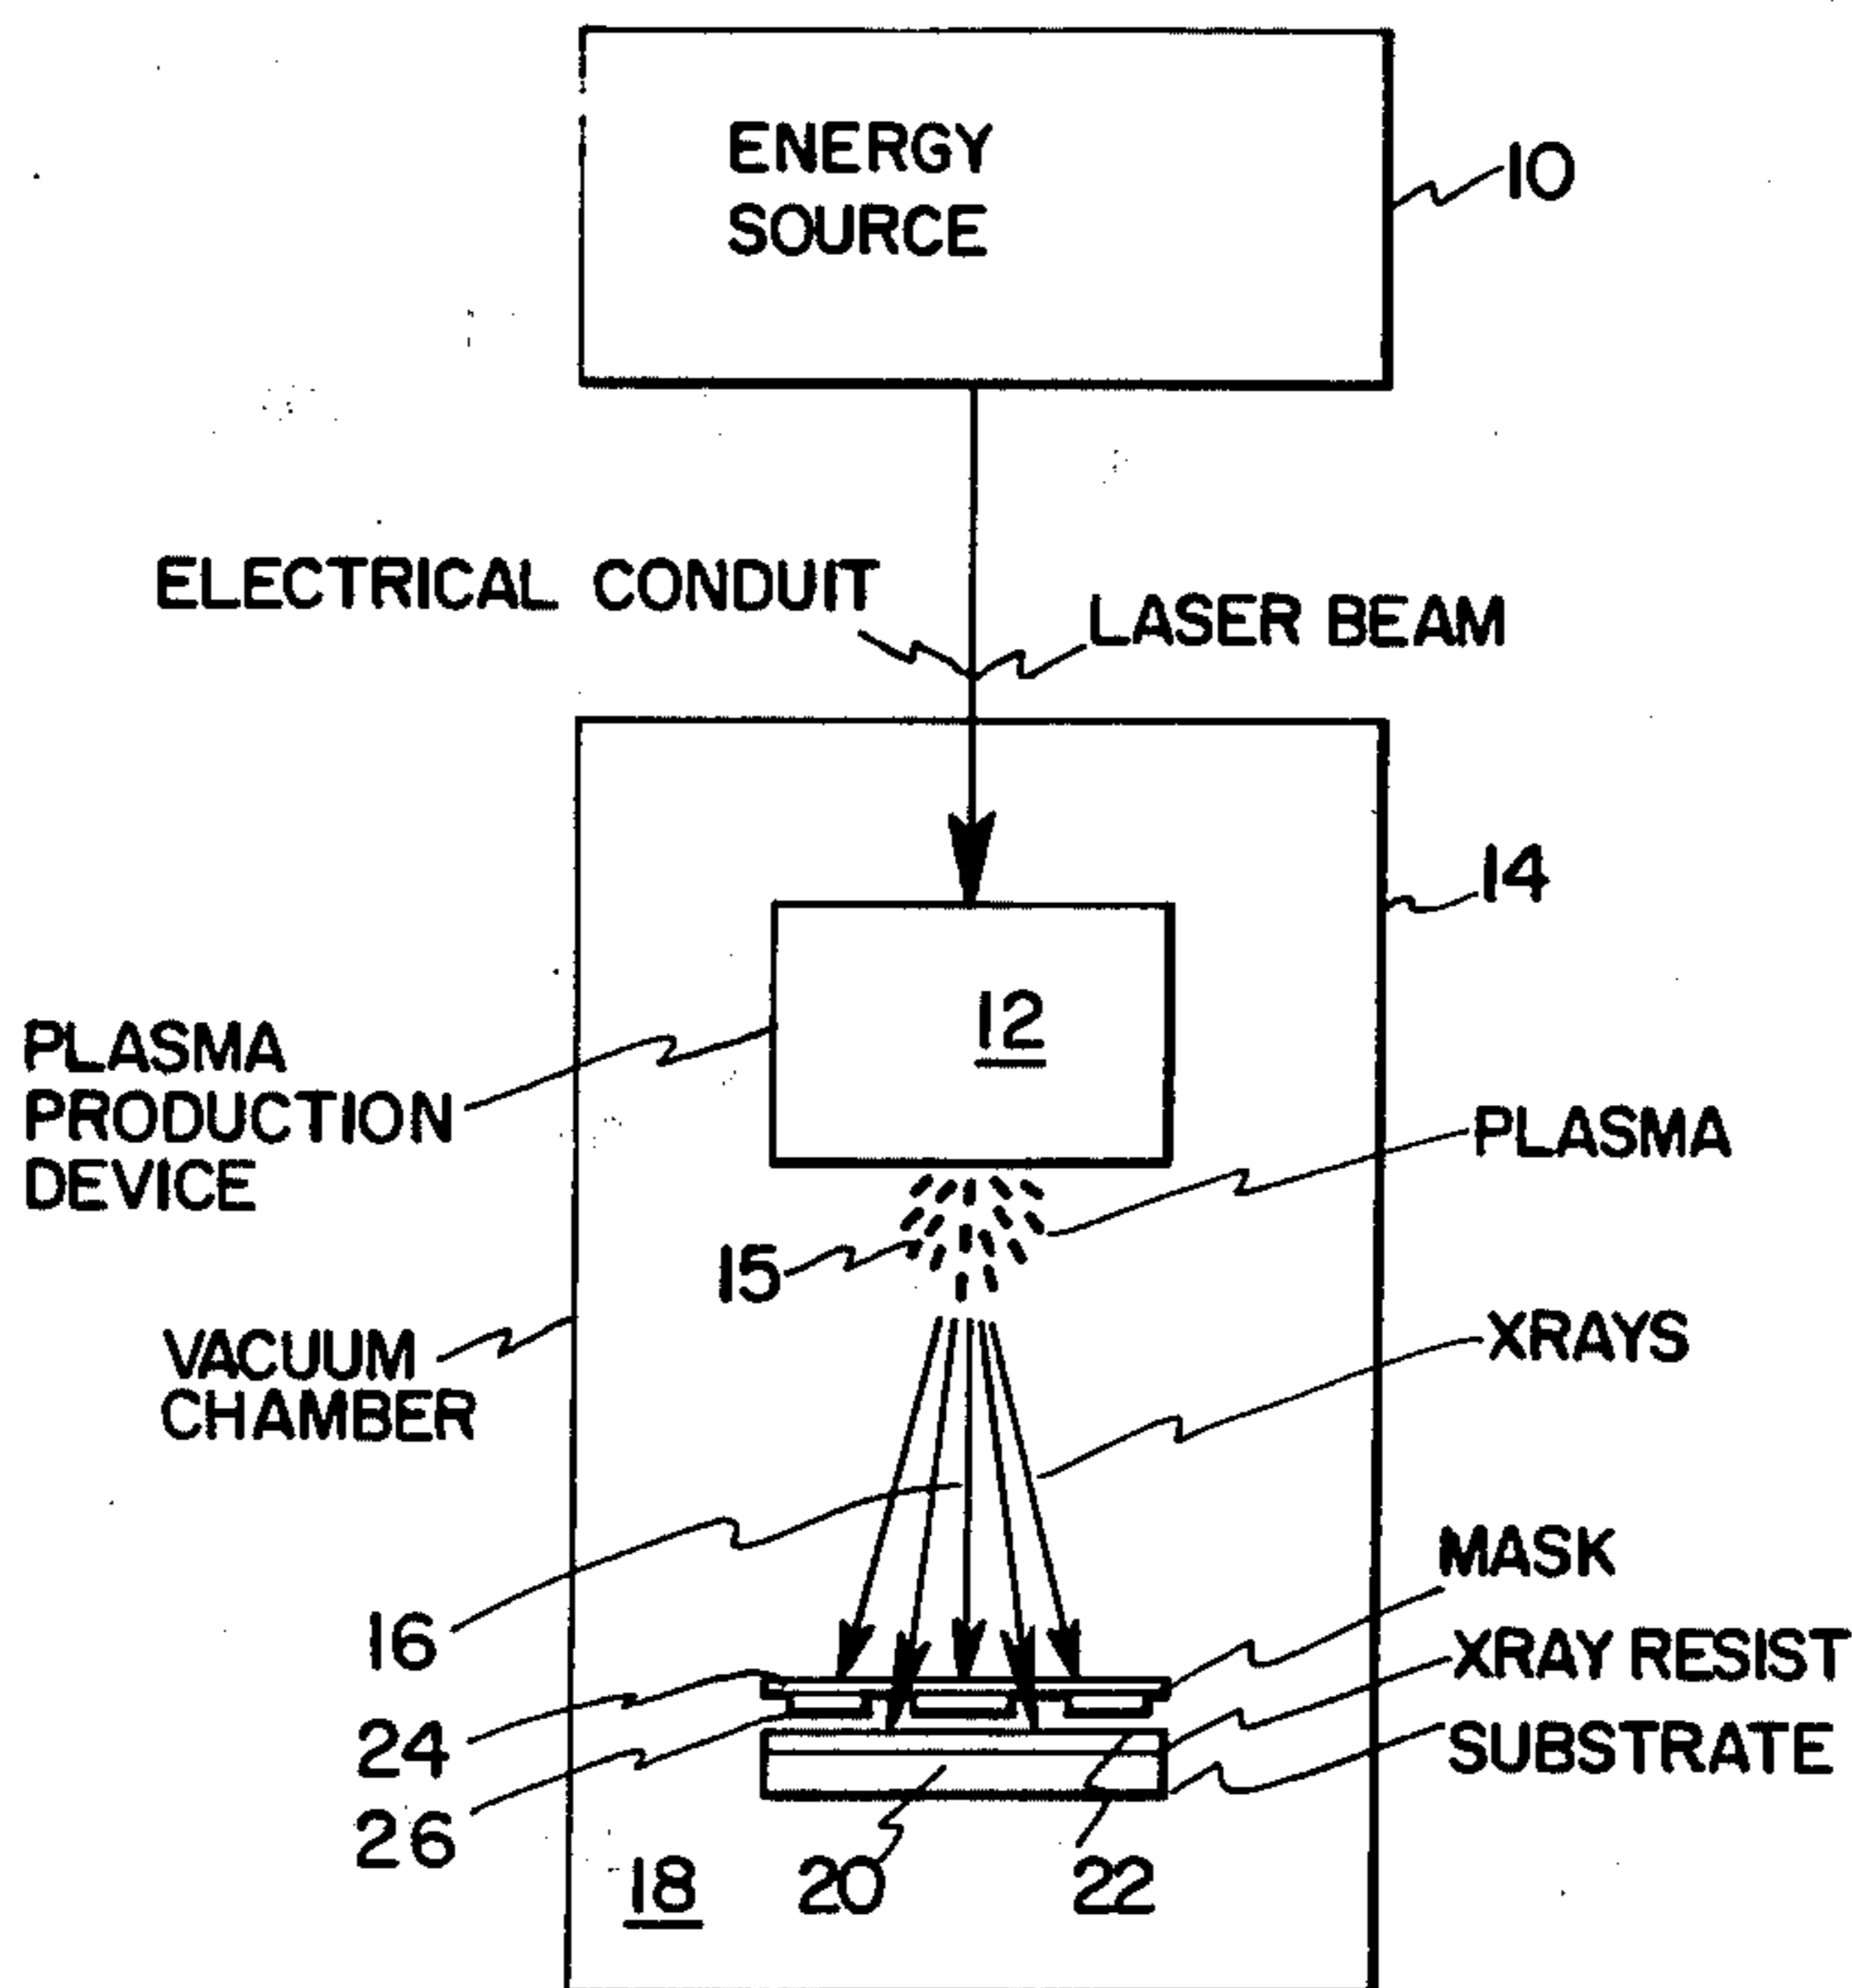 ENERGY
SOURCE
10
ELECTRICAL CONDUIT
LASER BEAM
14
12
PLASMA
PRODUCTION
DEVICE
PLASMA
15
XRAYS
VACUUM
CHAMBER
MASK
16
XRAY RESIST
24
SUBSTRATE
26
18
20
22